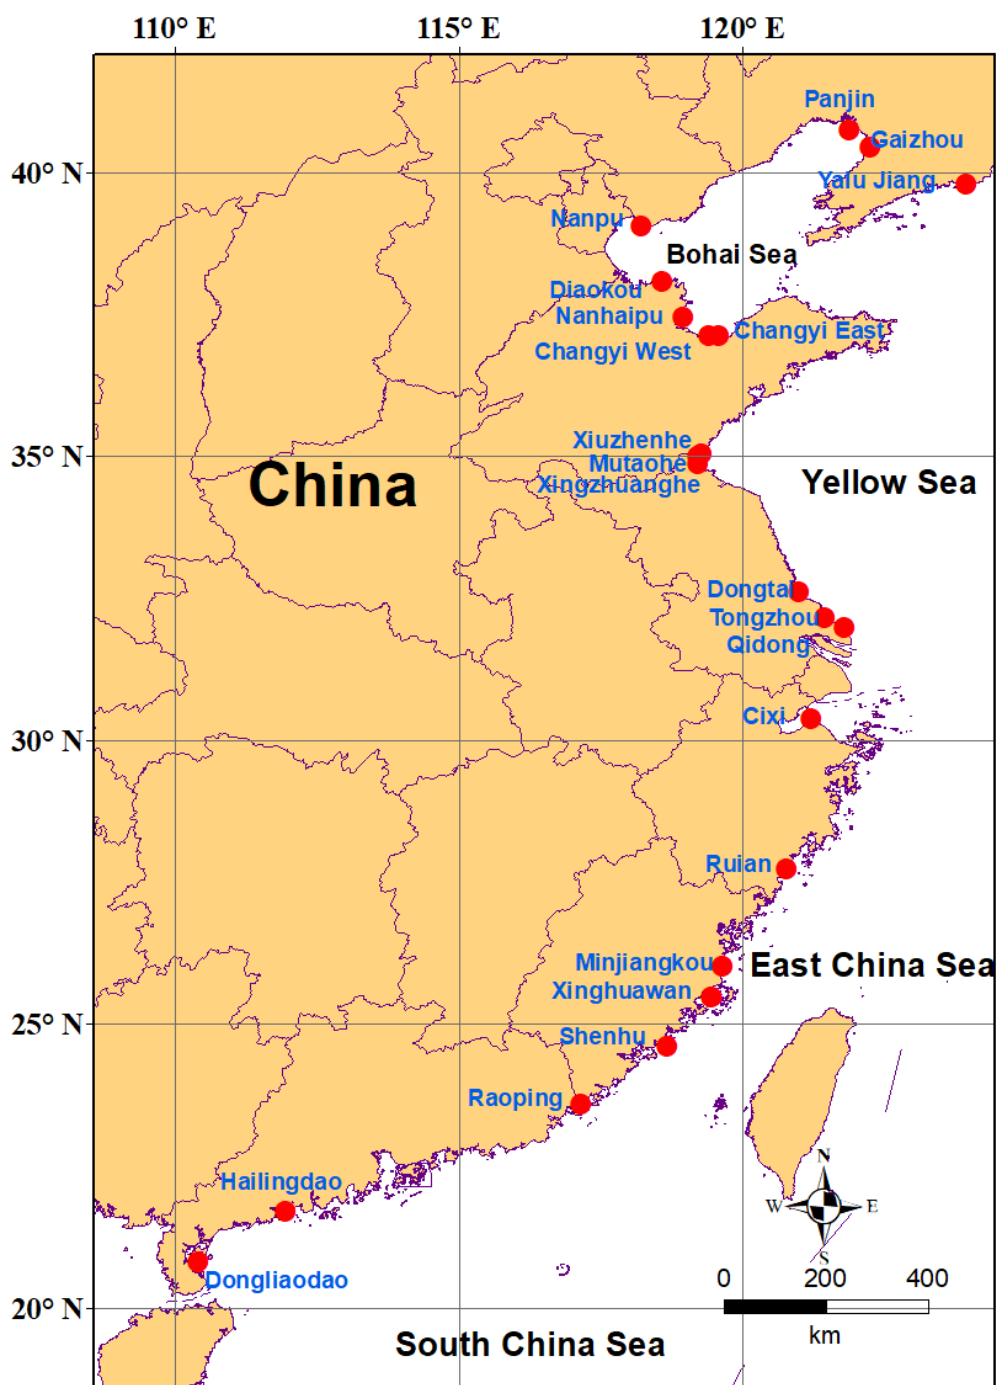 110° E 115° E 120° E
Panjin
Gaizhou
40° N
Yalu Jiang
Nanpu
Bohai Sea
Diaokou
Nanhaipu
Changyi East
Changyi West
Xiuzhenhe
35° N
Mutaohe
Xingzhuanghe
China
Yellow Sea
Dongtai
Tongzhou
Qidong
Cixi
30° N
Ruian
Minjiangkou
East China Sea
Xinghuawan
25° N
Shenhu
Raoping
N
Hailingdao
W E
S
Dongliaodao
0 200 400
20° N
km
South China Sea